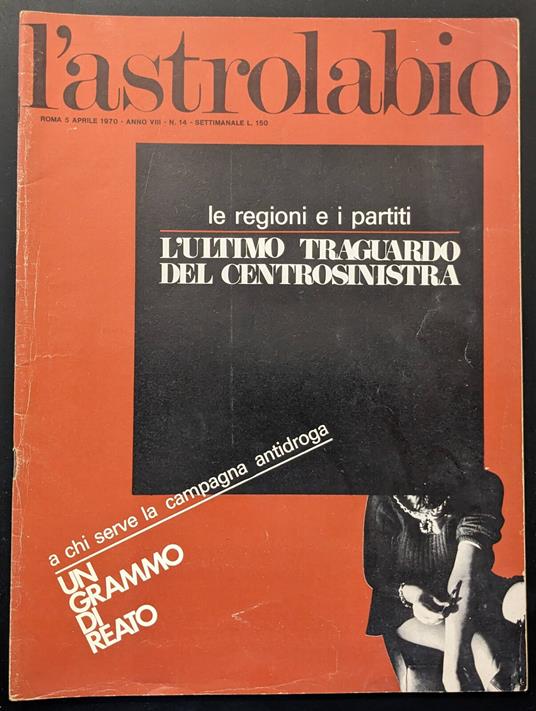 l'astrolabio
ROMA 5 APRILE 1970 - ANNO VIII - N. 14 - SETTIMANALE L. 150
le regioni e i partiti
L'ULTIMO TRAGUARDO
DEL CENTROSINISTRA
a chi serve la campagna antidroga
UN
GRAMMO
DI
REATO